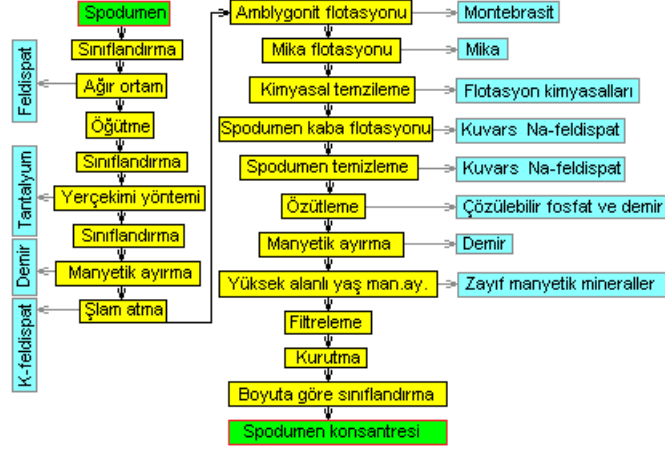 Spodumen
Sınıflandırma
Feldispat
Ağır ortam
Öğütme
Sınıflandırma
Tantalyum
Yerçekimi yöntemi
Sınıflandırma
Demir
Manyetik ayırma
K-feldispat
Şlam atma
Amblygonit flotasyonu
Montebrasit
Mika flotasyonu
Mika
Kimyasal temzileme
Flotasyon kimyasalları
Spodumen kaba flotasyonu
Kuvars Na-feldispat
Spodumen temizleme
Kuvars Na-feldispat
Özütleme
Çözülebilir fosfat ve demir
Manyetik ayırma
Demir
Yüksek alanlı yaş man.ay.
Zayıf manyetik mineraller
Filtreleme
Kurutma
Boyuta göre sınıflandırma
Spodumen konsantresi